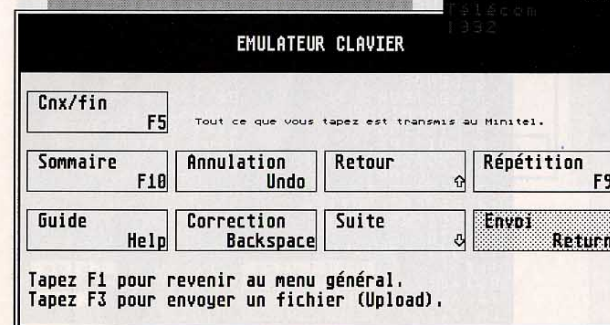 Télécom
1992
EMULATEUR CLAVIER
Cnx/fin
F5
Tout ce que vous tapez est transmis au Minitel.
Sommaire
F10
Annulation
Undo
Retour
⇧
Répétition
F9
Guide
Help
Correction
Backspace
Suite
⇩
Envoi
Return
Tapez F1 pour revenir au menu général.
Tapez F3 pour envoyer un fichier (Upload).